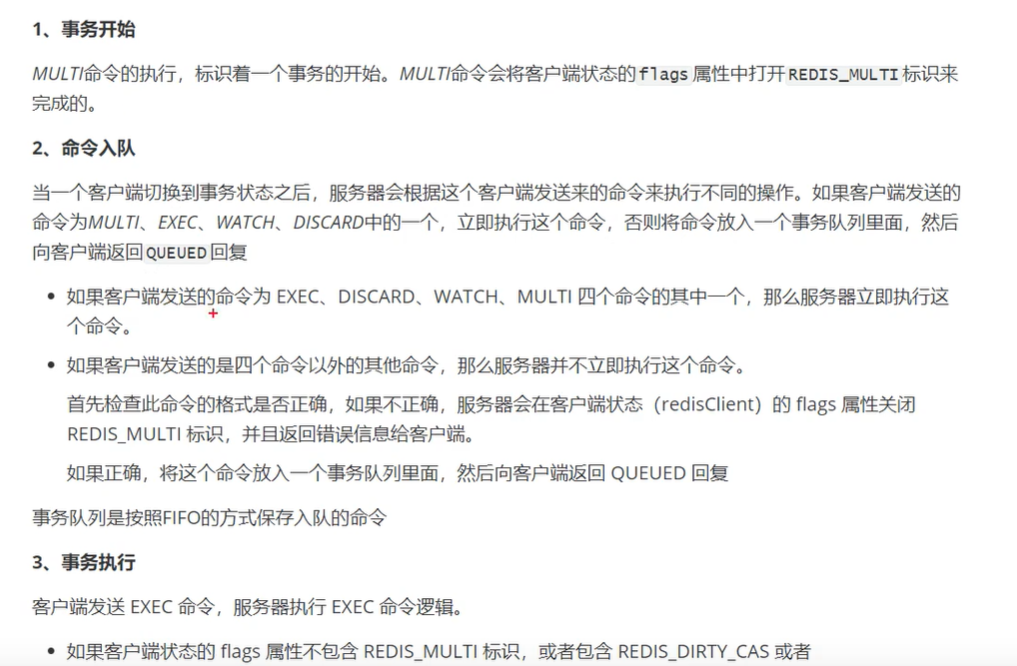 1、事务开始
MULTI命令的执行，标识着一个事务的开始。MULTI命令会将客户端状态的flags属性中打开REDIS_MULTI标识来
完成的。
2、命令入队
当一个客户端切换到事务状态之后，服务器会根据这个客户端发送来的命令来执行不同的操作。如果客户端发送的
命令为MULTI、EXEC、WATCH、DISCARD中的一个，立即执行这个命令，否则将命令放入一个事务队列里面，然后
向客户端返回QUEUED回复
• 如果客户端发送的命令为 EXEC、DISCARD、WATCH、MULTI 四个命令的其中一个，那么服务器立即执行这
个命令。
• 如果客户端发送的是四个命令以外的其他命令，那么服务器并不立即执行这个命令。
首先检查此命令的格式是否正确，如果不正确，服务器会在客户端状态（redisClient）的 flags 属性关闭
REDIS_MULTI 标识，并且返回错误信息给客户端。
如果正确，将这个命令放入一个事务队列里面，然后向客户端返回 QUEUED 回复
事务队列是按照FIFO的方式保存入队的命令
3、事务执行
客户端发送 EXEC 命令，服务器执行 EXEC 命令逻辑。
• 如果客户端状态的 flags 属性不包含 REDIS_MULTI 标识，或者包含 REDIS_DIRTY_CAS 或者